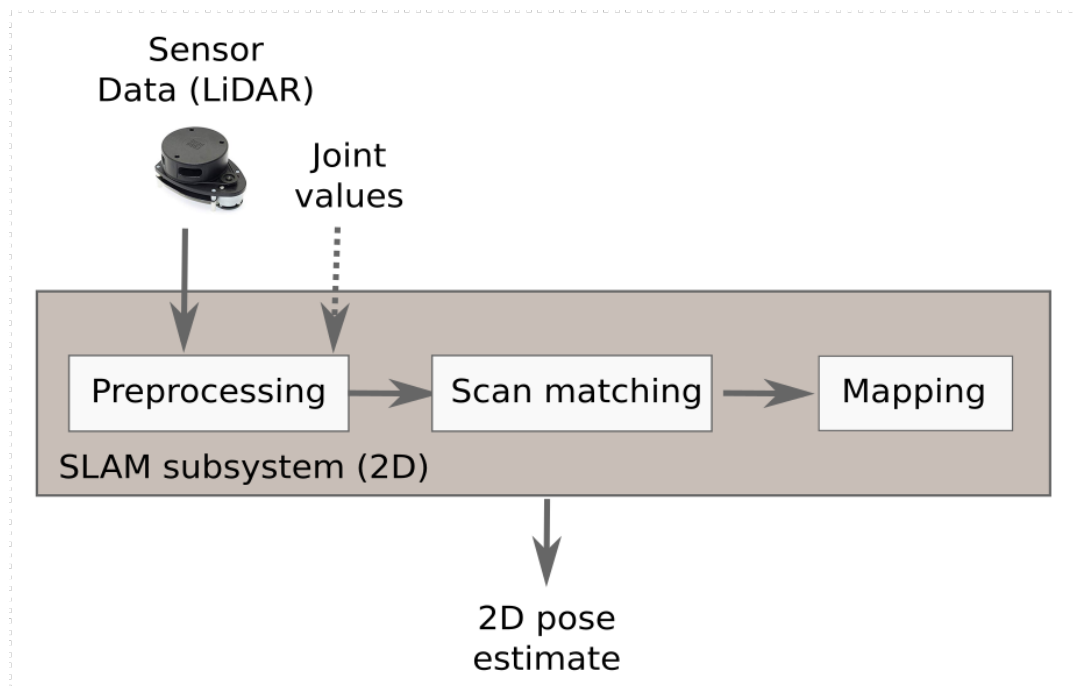 Sensor
Data (LiDAR)
Joint
values
Preprocessing
Scan matching
Mapping
SLAM subsystem (2D)
2D pose
estimate